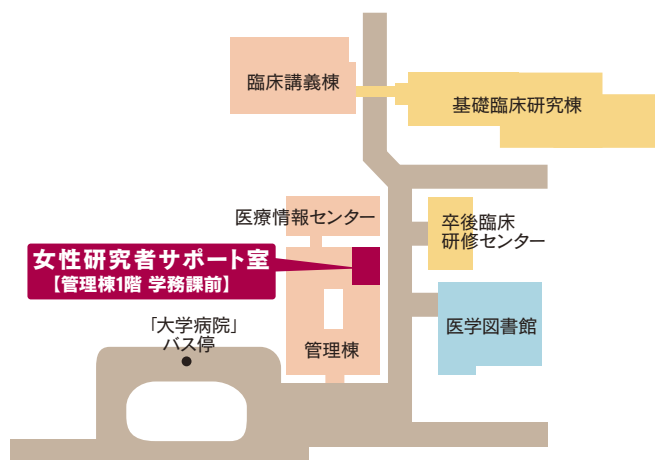 臨床講義棟
基礎臨床研究棟
医療情報センター
卒後臨床
研修センター
女性研究者サポート室
【管理棟1階 学務課前】
「大学病院」
バス停
管理棟
医学図書館